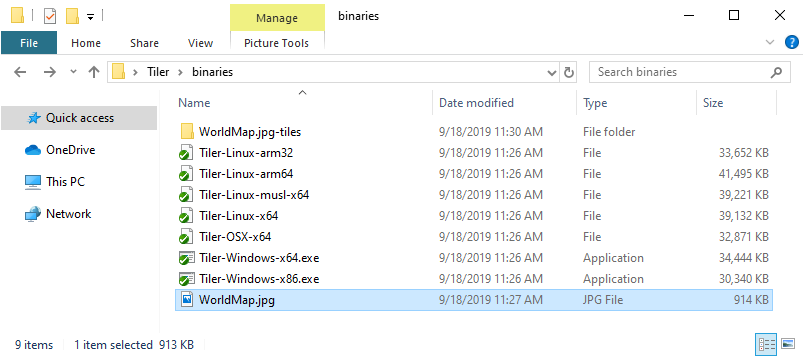 Manage binaries
File Home Share View Picture Tools
Tiler binaries Search binaries
Name Date modified Type Size
Quick access
OneDrive
This PC
Network
WorldMap.jpg-tiles 9/18/2019 11:30 AM File folder
Tiler-Linux-arm32 9/18/2019 11:26 AM File 33,652 KB
Tiler-Linux-arm64 9/18/2019 11:26 AM File 41,495 KB
Tiler-Linux-musl-x64 9/18/2019 11:26 AM File 39,221 KB
Tiler-Linux-x64 9/18/2019 11:26 AM File 39,132 KB
Tiler-OSX-x64 9/18/2019 11:26 AM File 32,871 KB
Tiler-Windows-x64.exe 9/18/2019 11:26 AM Application 34,444 KB
Tiler-Windows-x86.exe 9/18/2019 11:26 AM Application 30,340 KB
WorldMap.jpg 9/18/2019 11:27 AM JPG File 914 KB
9 items 1 item selected 913 KB